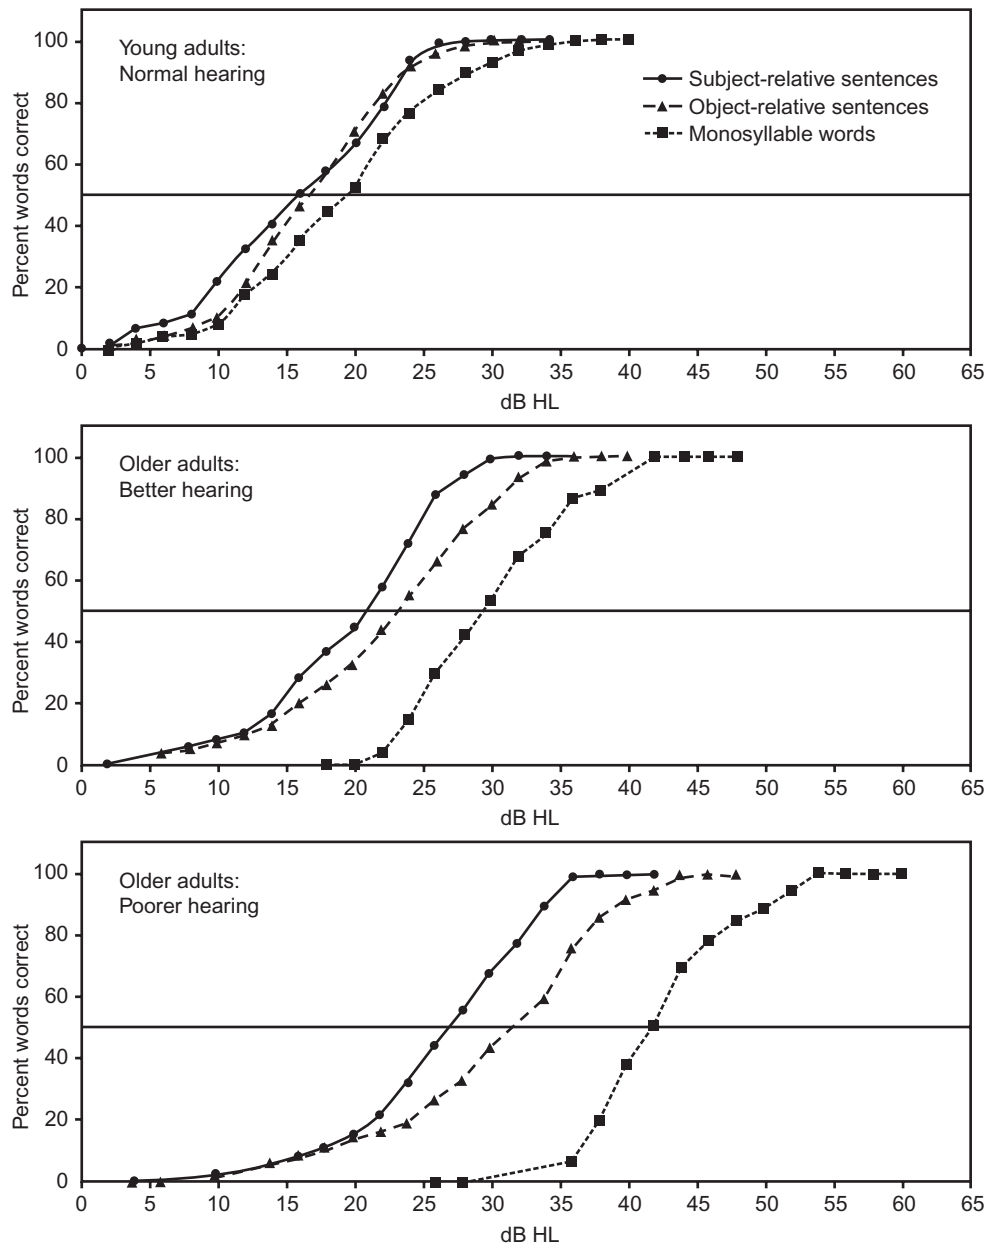 Young adults:
Normal hearing
Subject-relative sentences
Object-relative sentences
Monosyllable words
Percent words correct
100
80
60
40
20
0
0 5 10 15 20 25 30 35 40 50 55 60 65
dB HL
Older adults:
Better hearing
Percent words correct
100
80
60
40
20
0
0 5 10 15 20 25 30 35 40 45 50 55 60 65
dB HL
Older adults:
Poorer hearing
Percent words correct
100
80
60
40
20
0
0 5 10 15 20 25 30 35 40 45 50 55 60 65
dB HL